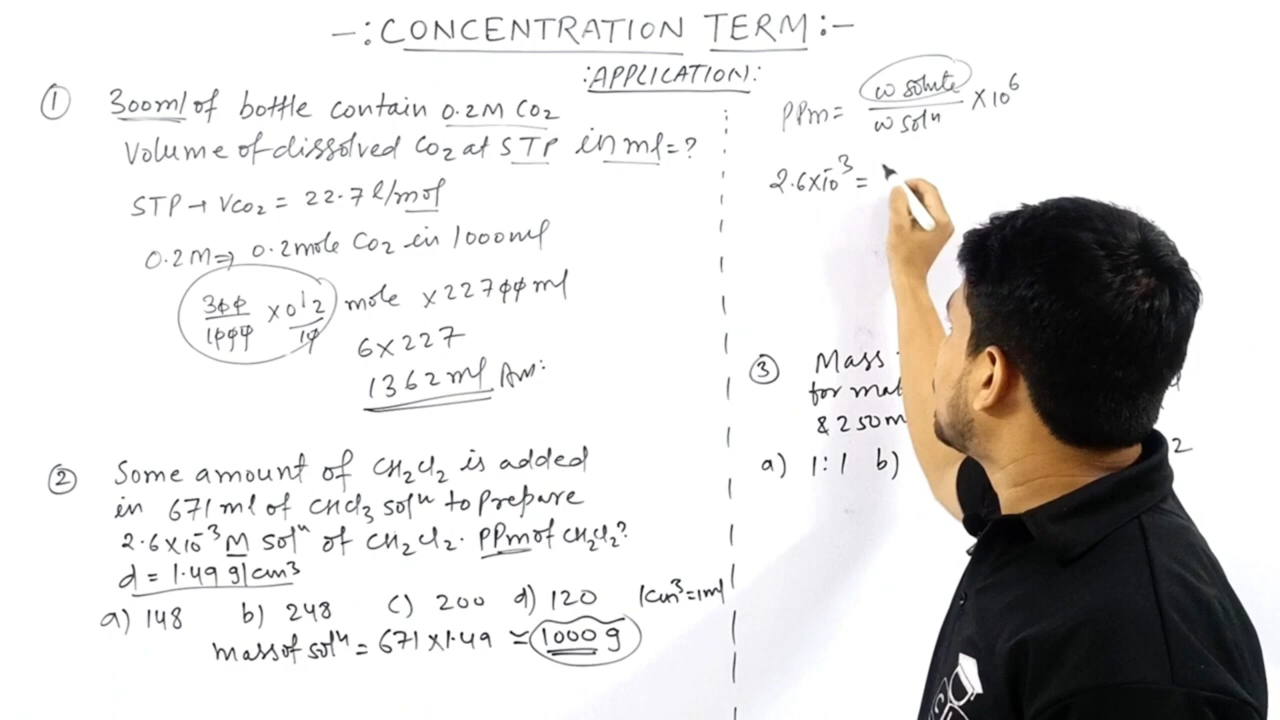 -: CONCENTRATION TERM :-
: APPLICATION :
① 300ml of bottle contain 0.2M CO2
Volume of dissolved CO2 at STP in ml = ?
STP → VCO2 = 22.7 l/mol
0.2M ⇒ 0.2 mole CO2 in 1000ml
300/1000 × 012/10 mole × 22700 ml
6 × 227
1362 ml Ans:
② Some amount of CH2Cl2 is added
in 671 ml of CHCl3 solⁿ to Prepare
2.6×10⁻³ M solⁿ of CH2Cl2. PPm of CH2Cl2?
d = 1.49 g/cm³
a) 148 b) 248 c) 200 d) 120 1cm³=1ml
mass of solⁿ = 671 × 1.49 ≃ 1000 g
PPm = w solute / w solⁿ × 10⁶
2.6×10⁻³ =
③ Mass
for
& 250m
a) 1:1 b)
2